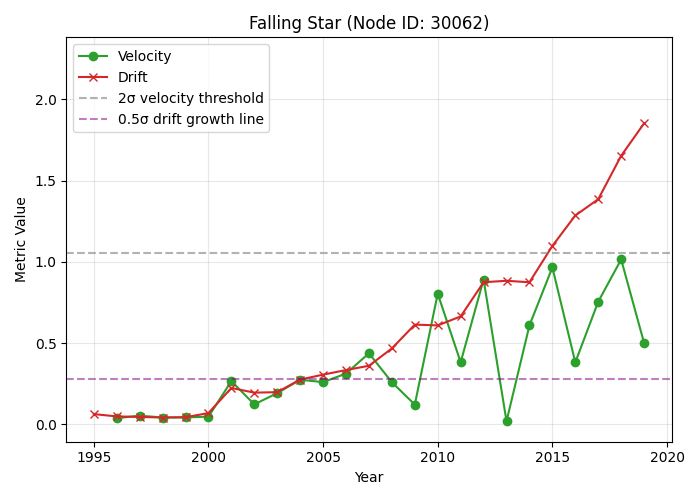 Falling Star (Node ID: 30062)
Velocity
Drift
2σ velocity threshold
0.5σ drift growth line
Metric Value
2.0
1.5
1.0
0.5
0.0
1995 2000 2005 2010 2015 2020
Year